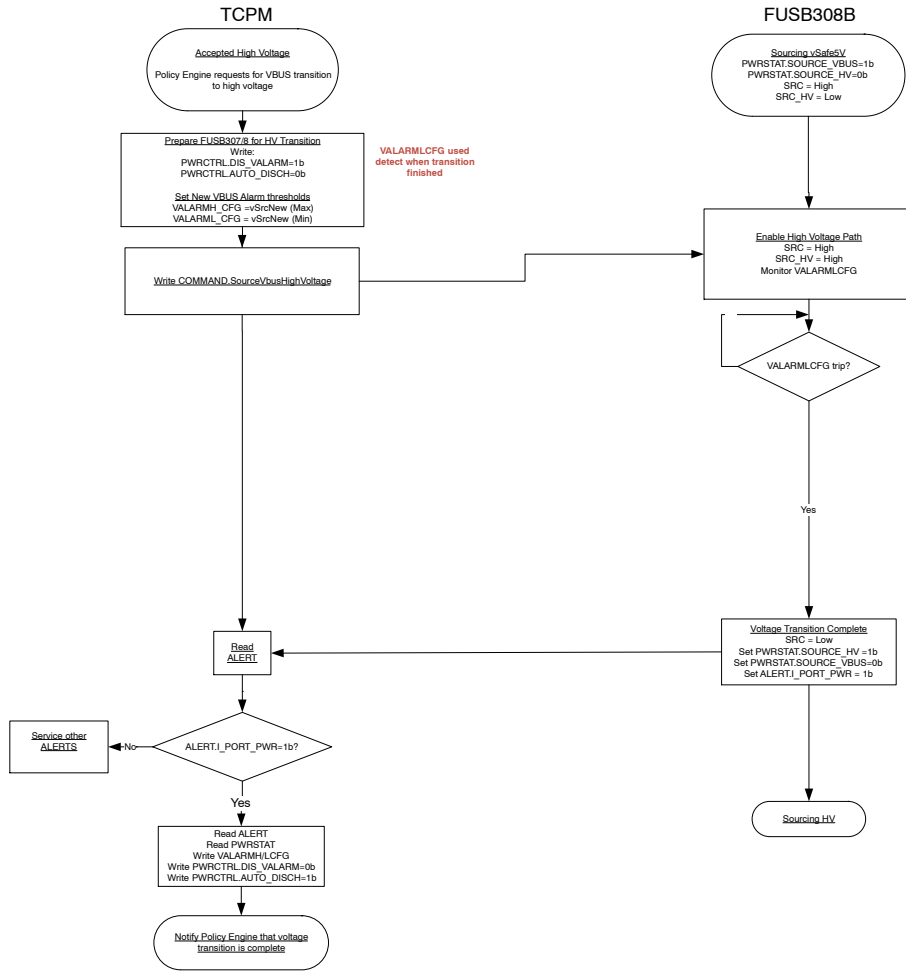 TCPM
FUSB308B
Accepted High Voltage
Policy Engine requests for VBUS transition
to high voltage
Sourcing vSafe5V
PWRSTAT.SOURCE_VBUS=1b
PWRSTAT.SOURCE_HV=0b
SRC = High
SRC_HV = Low
Prepare FUSB307/8 for HV Transition
Write:
PWRCTRL.DIS_VALARM=1b
PWRCTRL.AUTO_DISCH=0b
Set New VBUS Alarm thresholds
VALARMH_CFG =vSrcNew (Max)
VALARML_CFG = vSrcNew (Min)
VALARMLCFG used
detect when transition
finished
Enable High Voltage Path
SRC = High
SRC_HV = High
Monitor VALARMLCFG
Write COMMAND.SourceVbusHighVoltage
VALARMLCFG trip?
Yes
Voltage Transition Complete
SRC = Low
Set PWRSTAT.SOURCE_HV =1b
Set PWRSTAT.SOURCE_VBUS=0b
Set ALERT.I_PORT_PWR = 1b
Read
ALERT
Service other
ALERTS
No
ALERT.I_PORT_PWR=1b?
Yes
Sourcing HV
Read ALERT
Read PWRSTAT
Write VALARMH/LCFG
Write PWRCTRL.DIS_VALARM=0b
Write PWRCTRL.AUTO_DISCH=1b
Notify Policy Engine that voltage
transition is complete